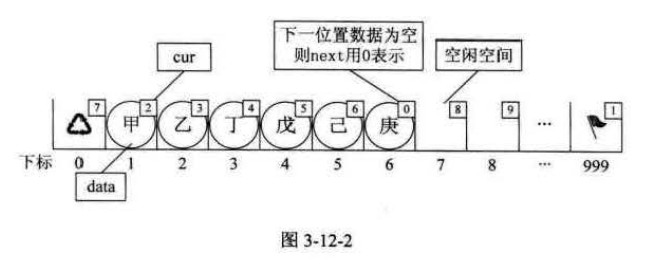 下一位置数据为空
则next用0表示
cur
空闲空间
7 2 3 4 5 6 0 8 9 1
甲 乙 丁 戊 己 庚 ... 
下标 0 1 2 3 4 5 6 7 8 ... 999
data
图 3-12-2